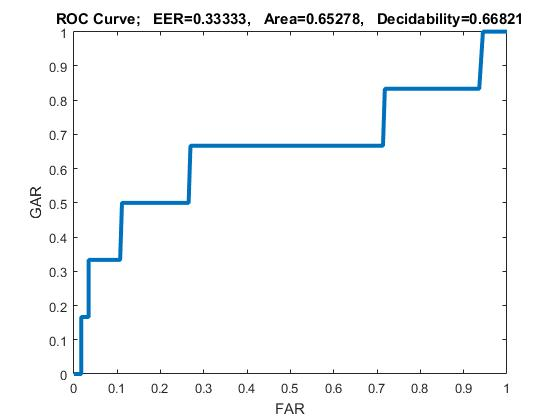 ROC Curve; EER=0.33333, Area=0.65278, Decidability=0.66821
1
0.9
0.8
0.7
0.6
0.5
0.4
0.3
0.2
0.1
0
GAR
0 0.1 0.2 0.3 0.4 0.5 0.6 0.7 0.8 0.9 1
FAR